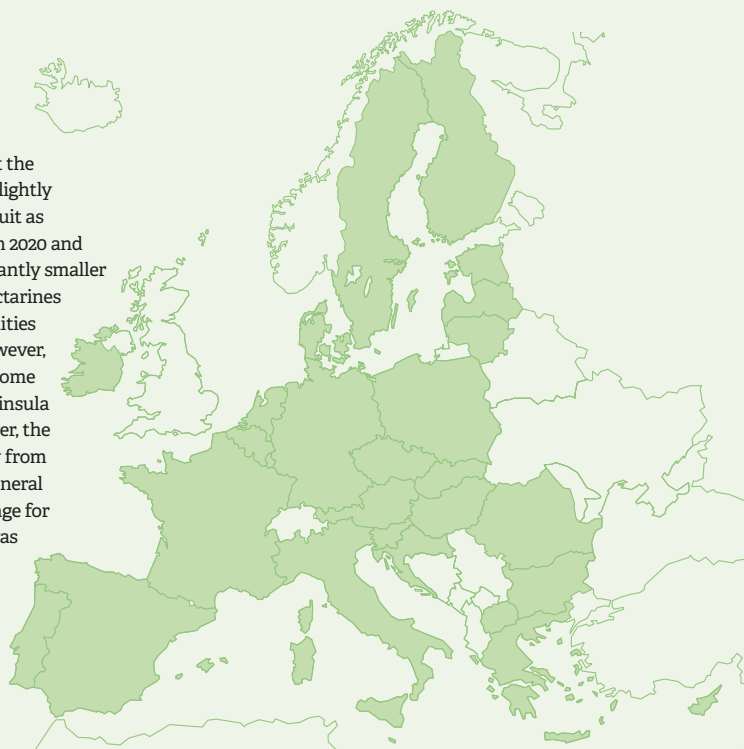 t the
lightly
uit as
n 2020 and
antly smaller
ctarines
ities
wever,
ome
insula
er, the
from
neral
nge for
as